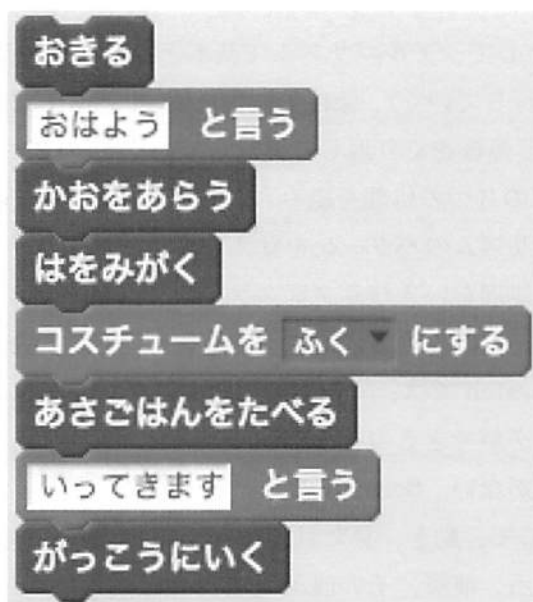 おきる
おはよう と言う
かおをあらう
はをみがく
コスチュームを ふく にする
あさごはんをたべる
いってきます と言う
がっこうにいく